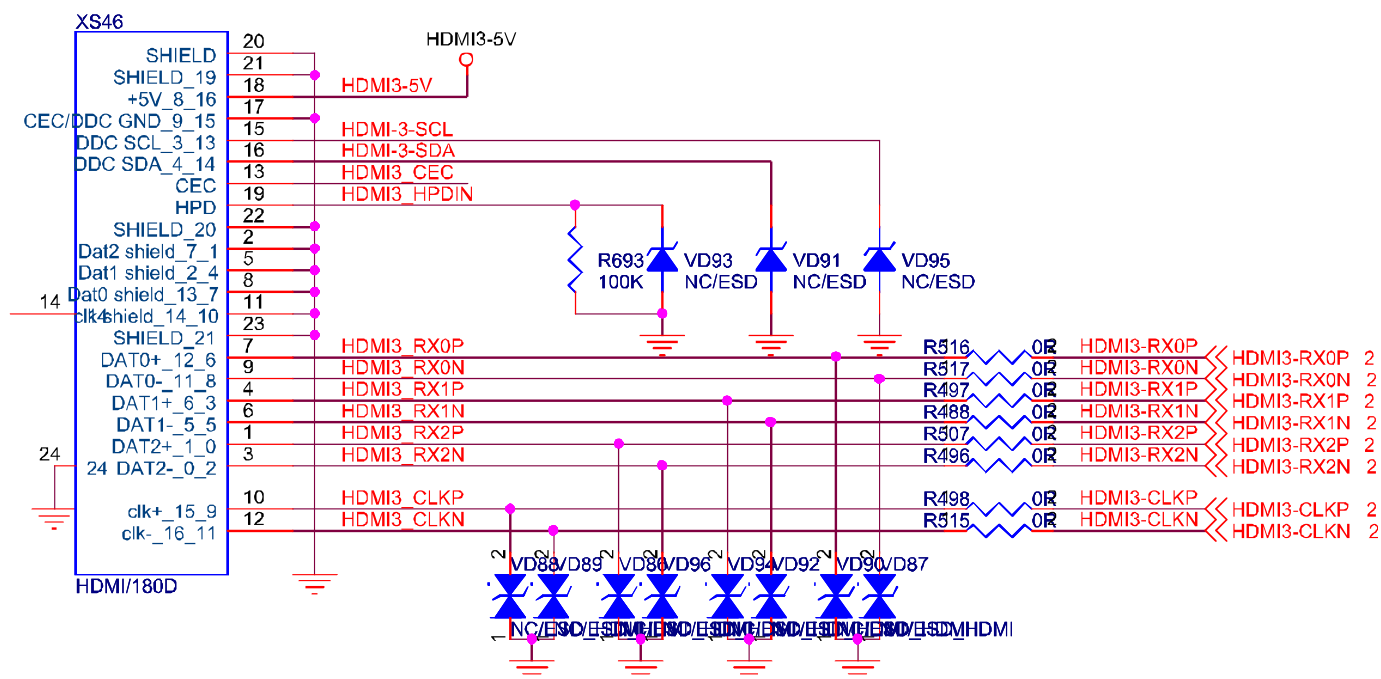 XS46
HDMI3-5V
SHIELD 20
SHIELD_19 21
+5V_8_16 18 HDMI3-5V
CEC/DDC GND_9_15 17
DDC SCL_3_13 15 HDMI-3-SCL
DDC SDA_4_14 16 HDMI-3-SDA
CEC 13 HDMI3_CEC
HPD 19 HDMI3_HPDIN
SHIELD_20 22
Dat2 shield_7_1 2
Dat1 shield_2_4 5
R693 VD93 VD91 VD95
100K NC/ESD NC/ESD NC/ESD
Dat0 shield_13_7 8
14 clk shield_14_10 11
SHIELD_21 23
DAT0+_12_6 7 HDMI3_RX0P R516 0R HDMI3-RX0P HDMI3-RX0P 2
DAT0-_11_8 9 HDMI3_RX0N R517 0R HDMI3-RX0N HDMI3-RX0N 2
DAT1+_6_3 4 HDMI3_RX1P R497 0R HDMI3-RX1P HDMI3-RX1P 2
DAT1-_5_5 6 HDMI3_RX1N R488 0R HDMI3-RX1N HDMI3-RX1N 2
DAT2+_1_0 1 HDMI3_RX2P R507 0R HDMI3-RX2P HDMI3-RX2P 2
24 24 DAT2-_0_2 3 HDMI3_RX2N R496 0R HDMI3-RX2N HDMI3-RX2N 2
clk+_15_9 10 HDMI3_CLKP R498 0R HDMI3-CLKP HDMI3-CLKP 2
clk-_16_11 12 HDMI3_CLKN R515 0R HDMI3-CLKN HDMI3-CLKN 2
2 2 2 2 2 2 2 2
VD88 VD89 VD86 VD96 VD94 VD92 VD90 VD87
HDMI/180D